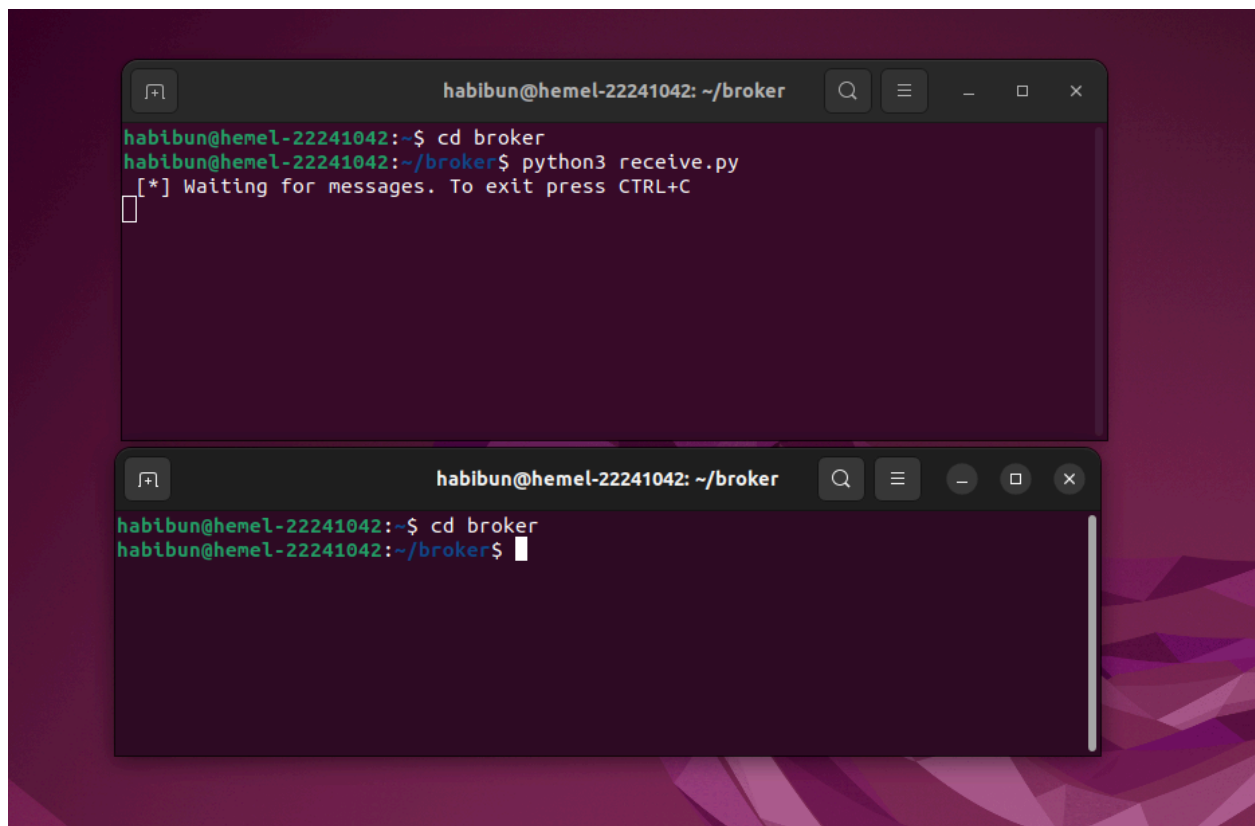 habibun@hemel-22241042: ~/broker
habibun@hemel-22241042:~$ cd broker
habibun@hemel-22241042:~/broker$ python3 receive.py
[*] Waiting for messages. To exit press CTRL+C
habibun@hemel-22241042: ~/broker
habibun@hemel-22241042:~$ cd broker
habibun@hemel-22241042:~/broker$